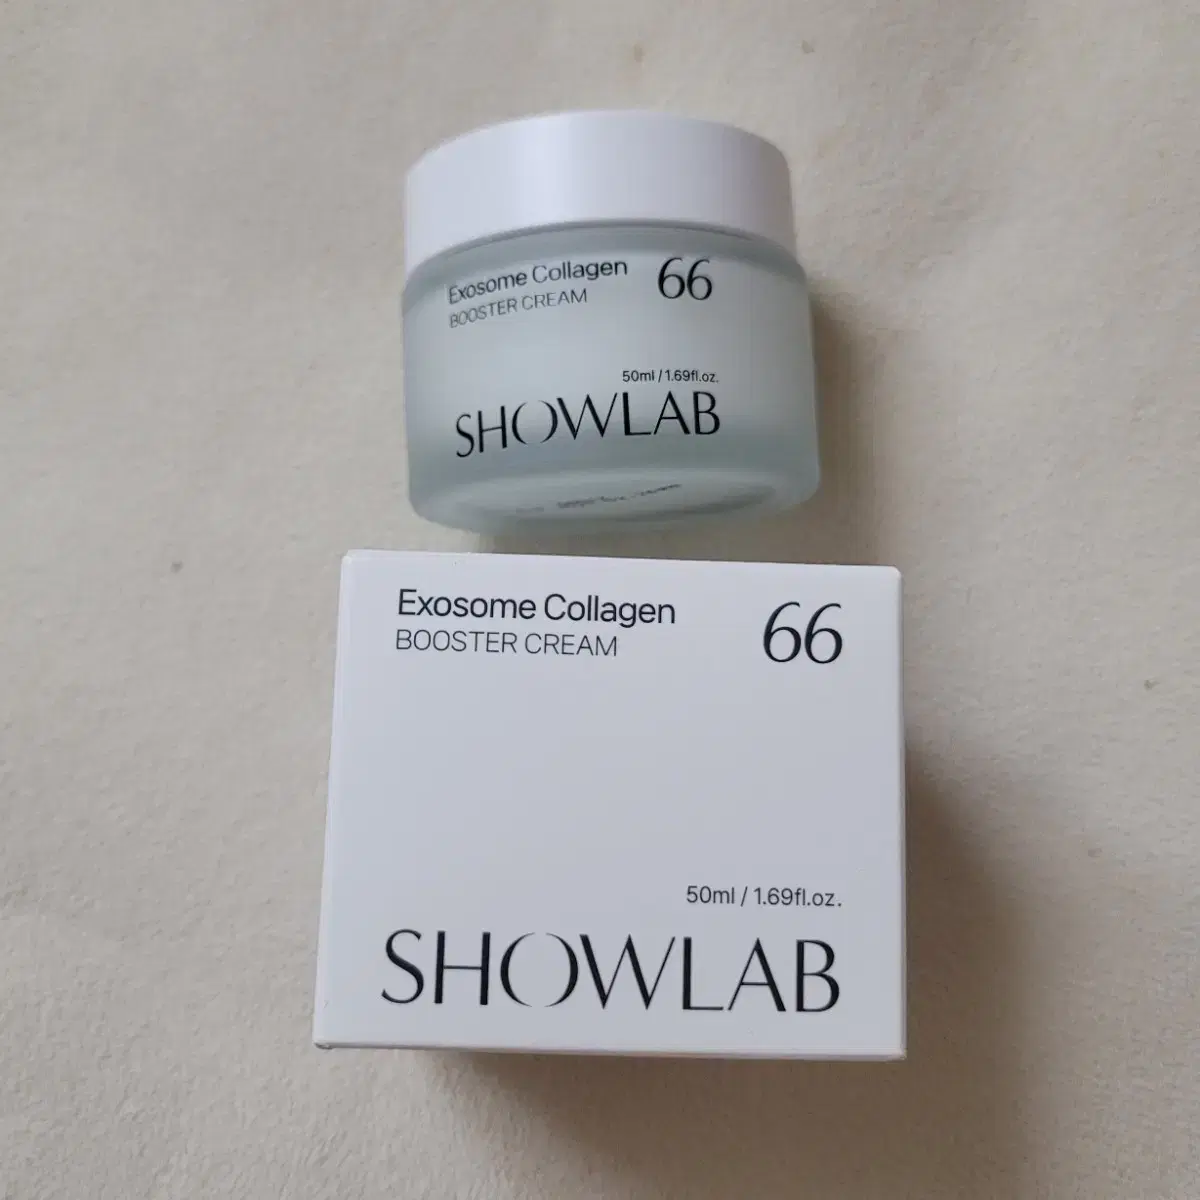 Exosome Collagen 66
BOOSTER CREAM
50ml / 1.69fl.oz.
SHOWLAB
Exosome Collagen 66
BOOSTER CREAM
50ml / 1.69fl.oz.
SHOWLAB